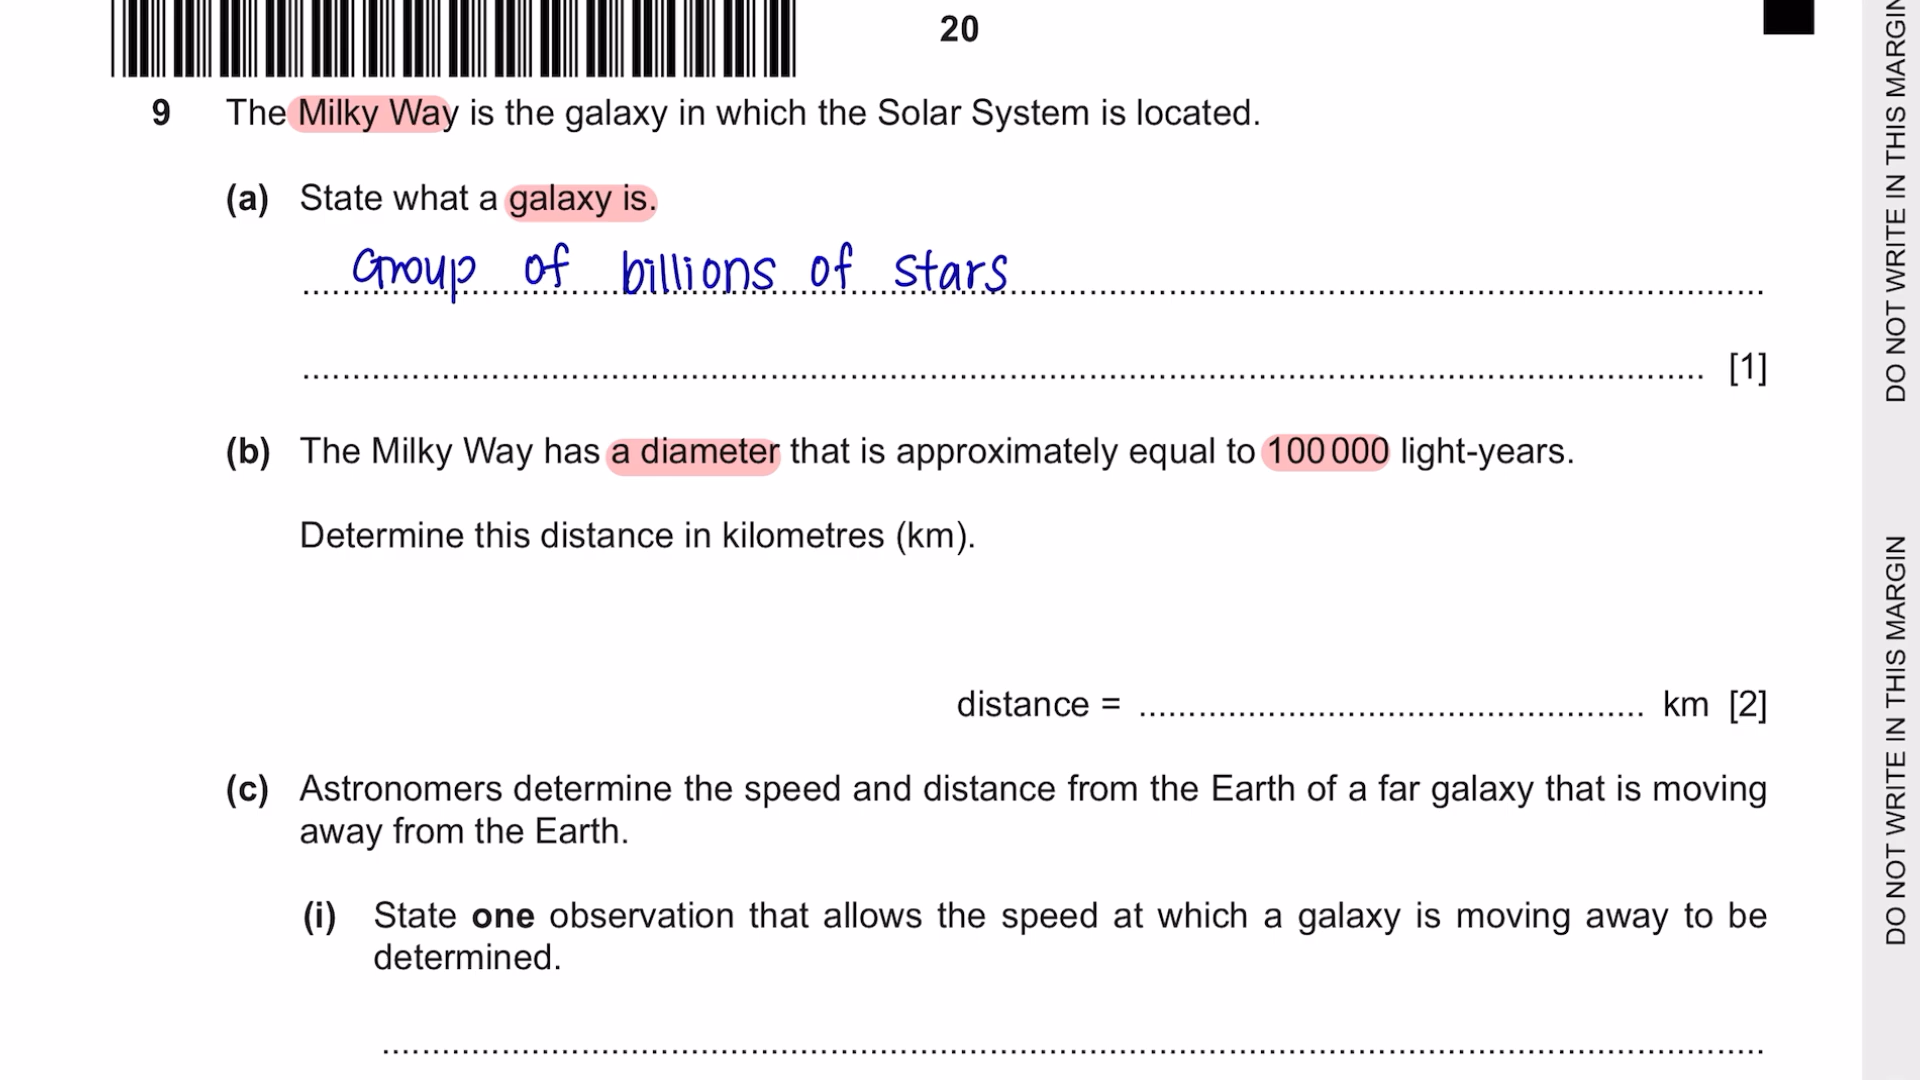 20
9 The Milky Way is the galaxy in which the Solar System is located.
(a) State what a galaxy is.
Group of billions of stars
[1]
(b) The Milky Way has a diameter that is approximately equal to 100 000 light-years.
Determine this distance in kilometres (km).
distance = ................................................... km [2]
(c) Astronomers determine the speed and distance from the Earth of a far galaxy that is moving
away from the Earth.
(i) State one observation that allows the speed at which a galaxy is moving away to be
determined.
DO NOT WRITE IN THIS MARGIN
DO NOT WRITE IN THIS MARGIN